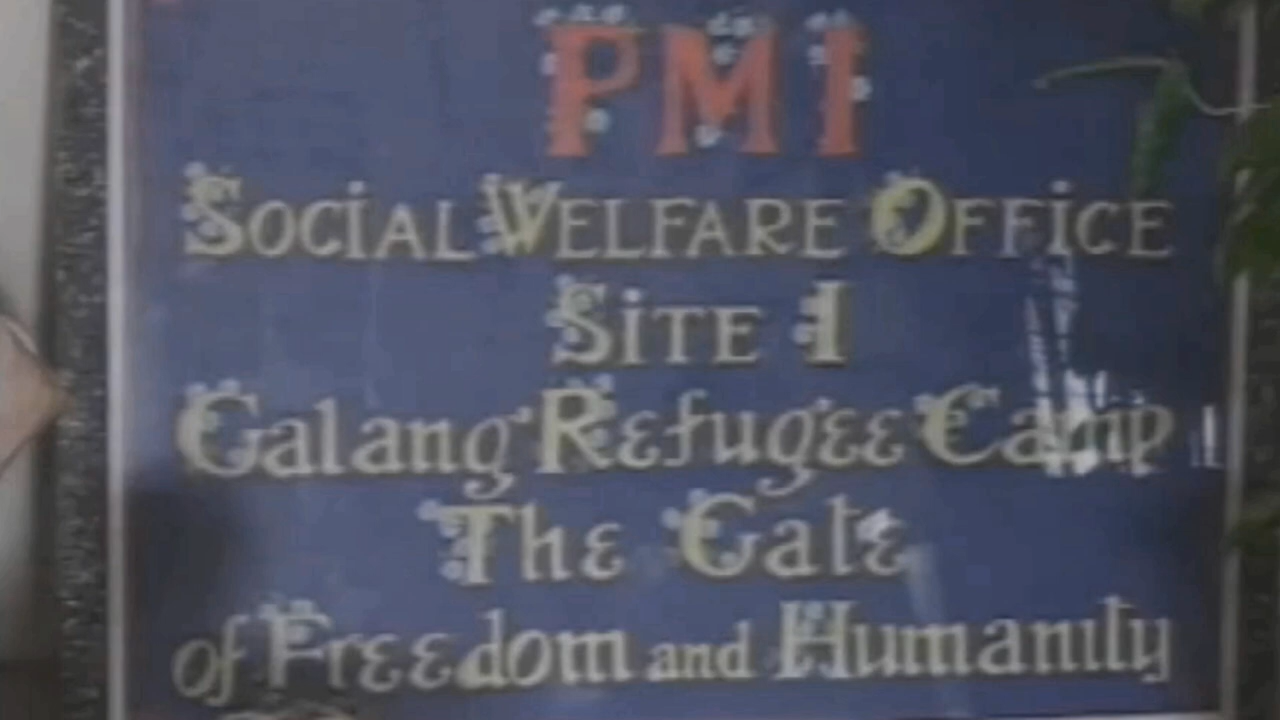 PMI
SOCIAL WELFARE OFFICE
SITE I
Galang Refugee Camp
The Gate
of Freedom and Humanity